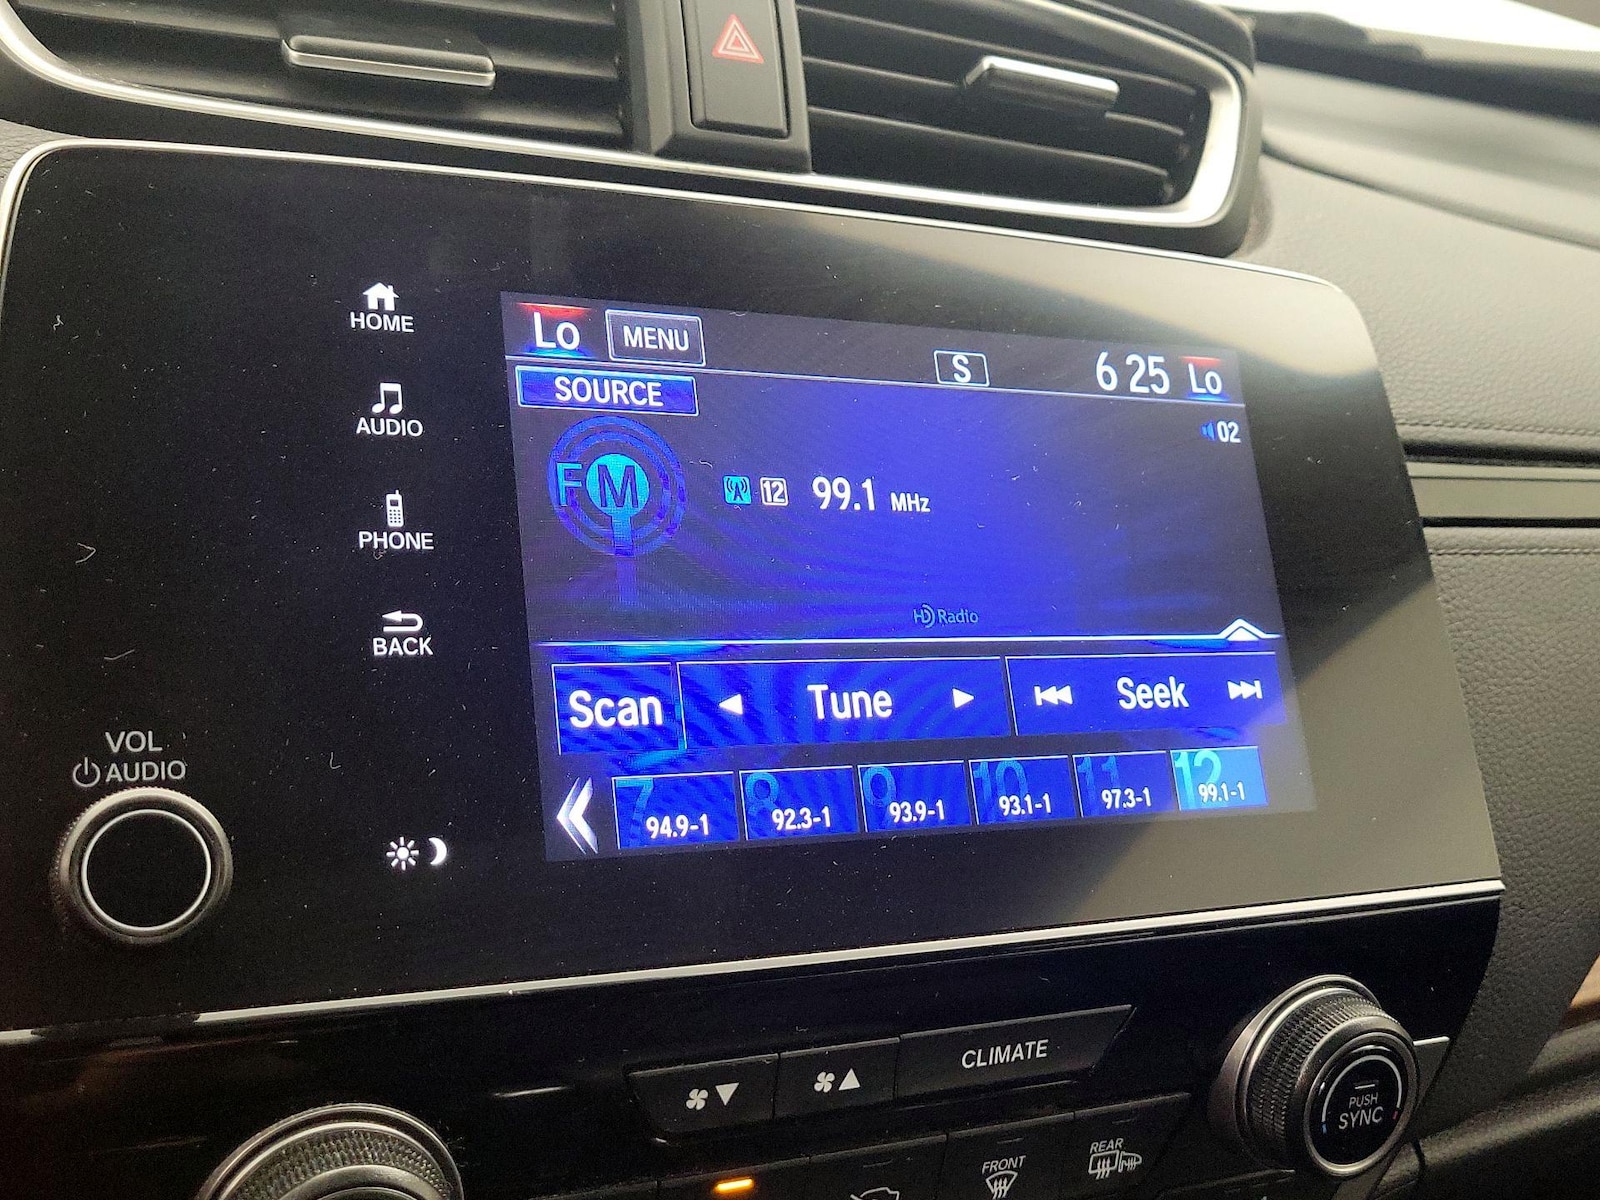 HOME
AUDIO
PHONE
BACK
VOL
AUDIO
Lo MENU S 6 25 Lo
SOURCE
02
FM 12 99.1 MHz
HD Radio
Scan Tune Seek
7 8 9 10 11 12
94.9-1 92.3-1 93.9-1 93.1-1 97.3-1 99.1-1
CLIMATE
PUSH
SYNC
FRONT
REAR